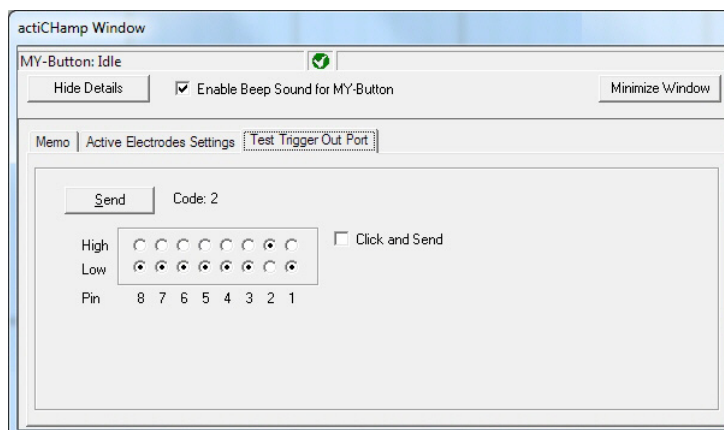 actiCHamp Window
MY-Button: Idle
Hide Details Enable Beep Sound for MY-Button Minimize Window
Memo Active Electrodes Settings Test Trigger Out Port
Send Code: 2
High Click and Send
Low
Pin 8 7 6 5 4 3 2 1